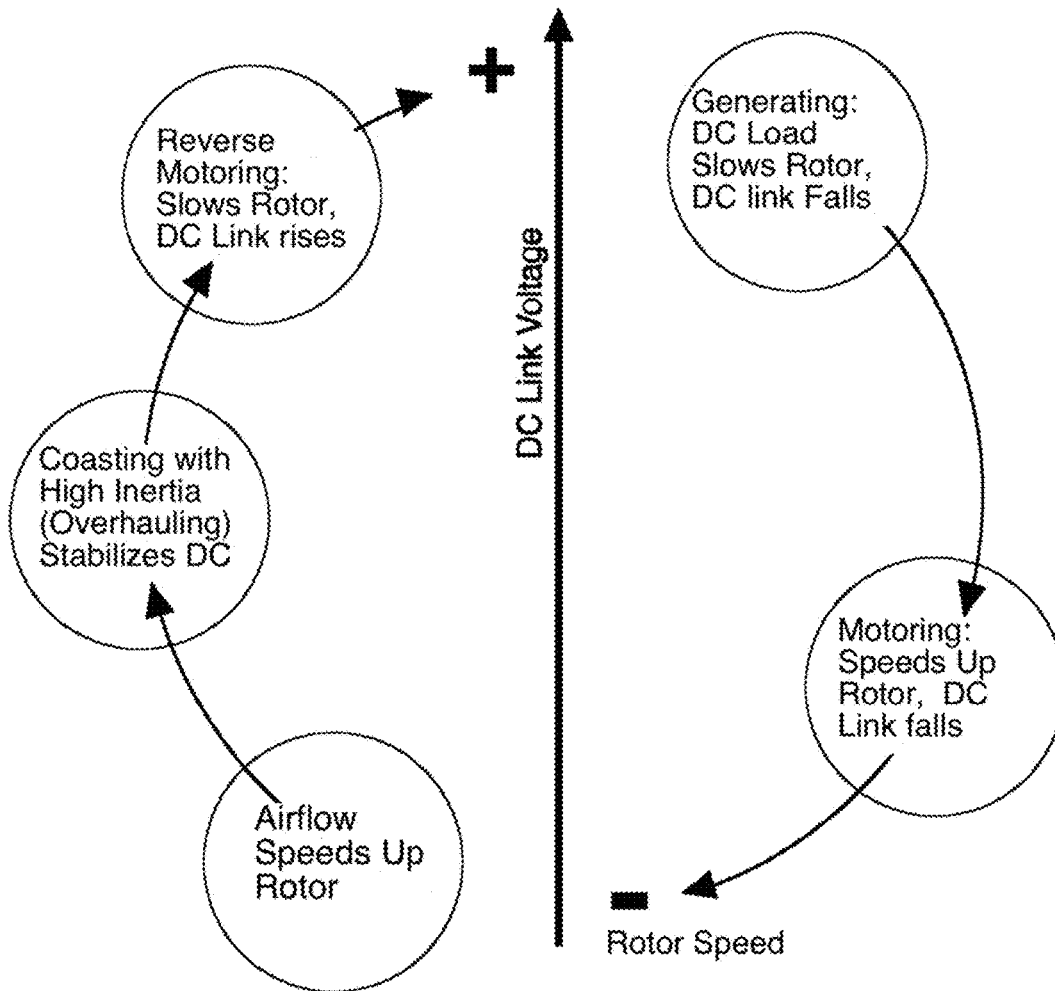 +
Reverse
Motoring:
Slows Rotor,
DC Link rises
Coasting with
High Inertia
(Overhauling)
Stabilizes DC
Airflow
Speeds Up
Rotor
DC Link Voltage
Generating:
DC Load
Slows Rotor,
DC link Falls
Motoring:
Speeds Up
Rotor, DC
Link falls
-
Rotor Speed